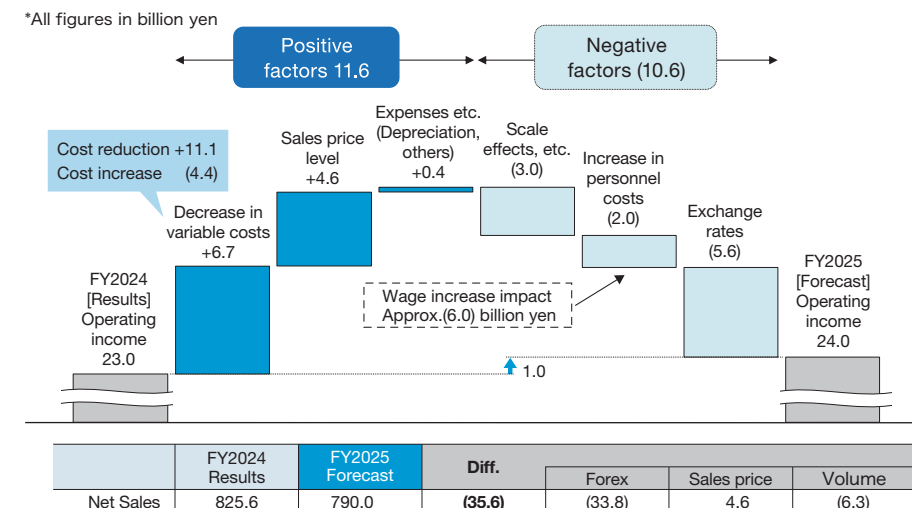 *All figures in billion yen
Positive
factors 11.6
Negative
factors (10.6)
Cost reduction +11.1
Cost increase (4.4)
FY2024
[Results]
Operating
income
23.0
Decrease in
variable costs
+6.7
Sales price
level
+4.6
Expenses etc.
(Depreciation,
others)
+0.4
Scale
effects, etc.
(3.0)
Increase in
personnel
costs
(2.0)
Wage increase impact
Approx.(6.0) billion yen
Exchange
rates
(5.6)
FY2025
[Forecast]
Operating
income
24.0
1.0
FY2024
Results
FY2025
Forecast
Diff.
Forex
Sales price
Volume
Net Sales 825.6 790.0 (35.6) (33.8) 4.6 (6.3)